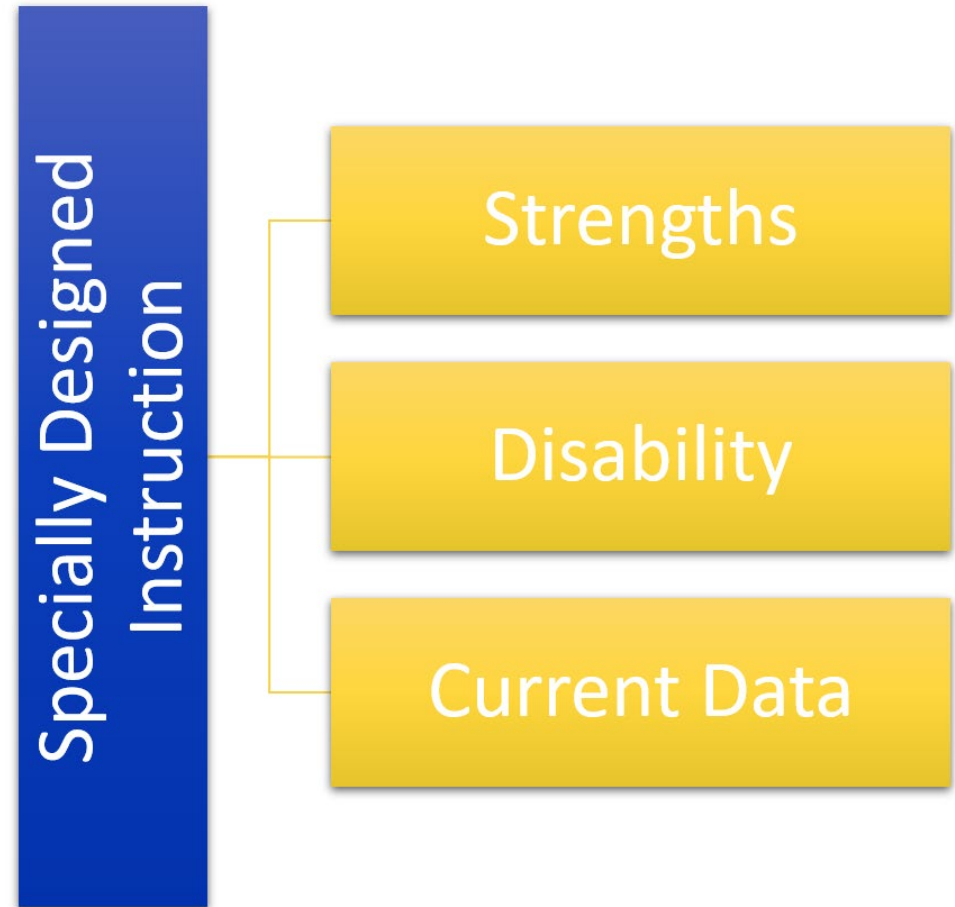 Specially Designed
Instruction
Strengths
Disability
Current Data